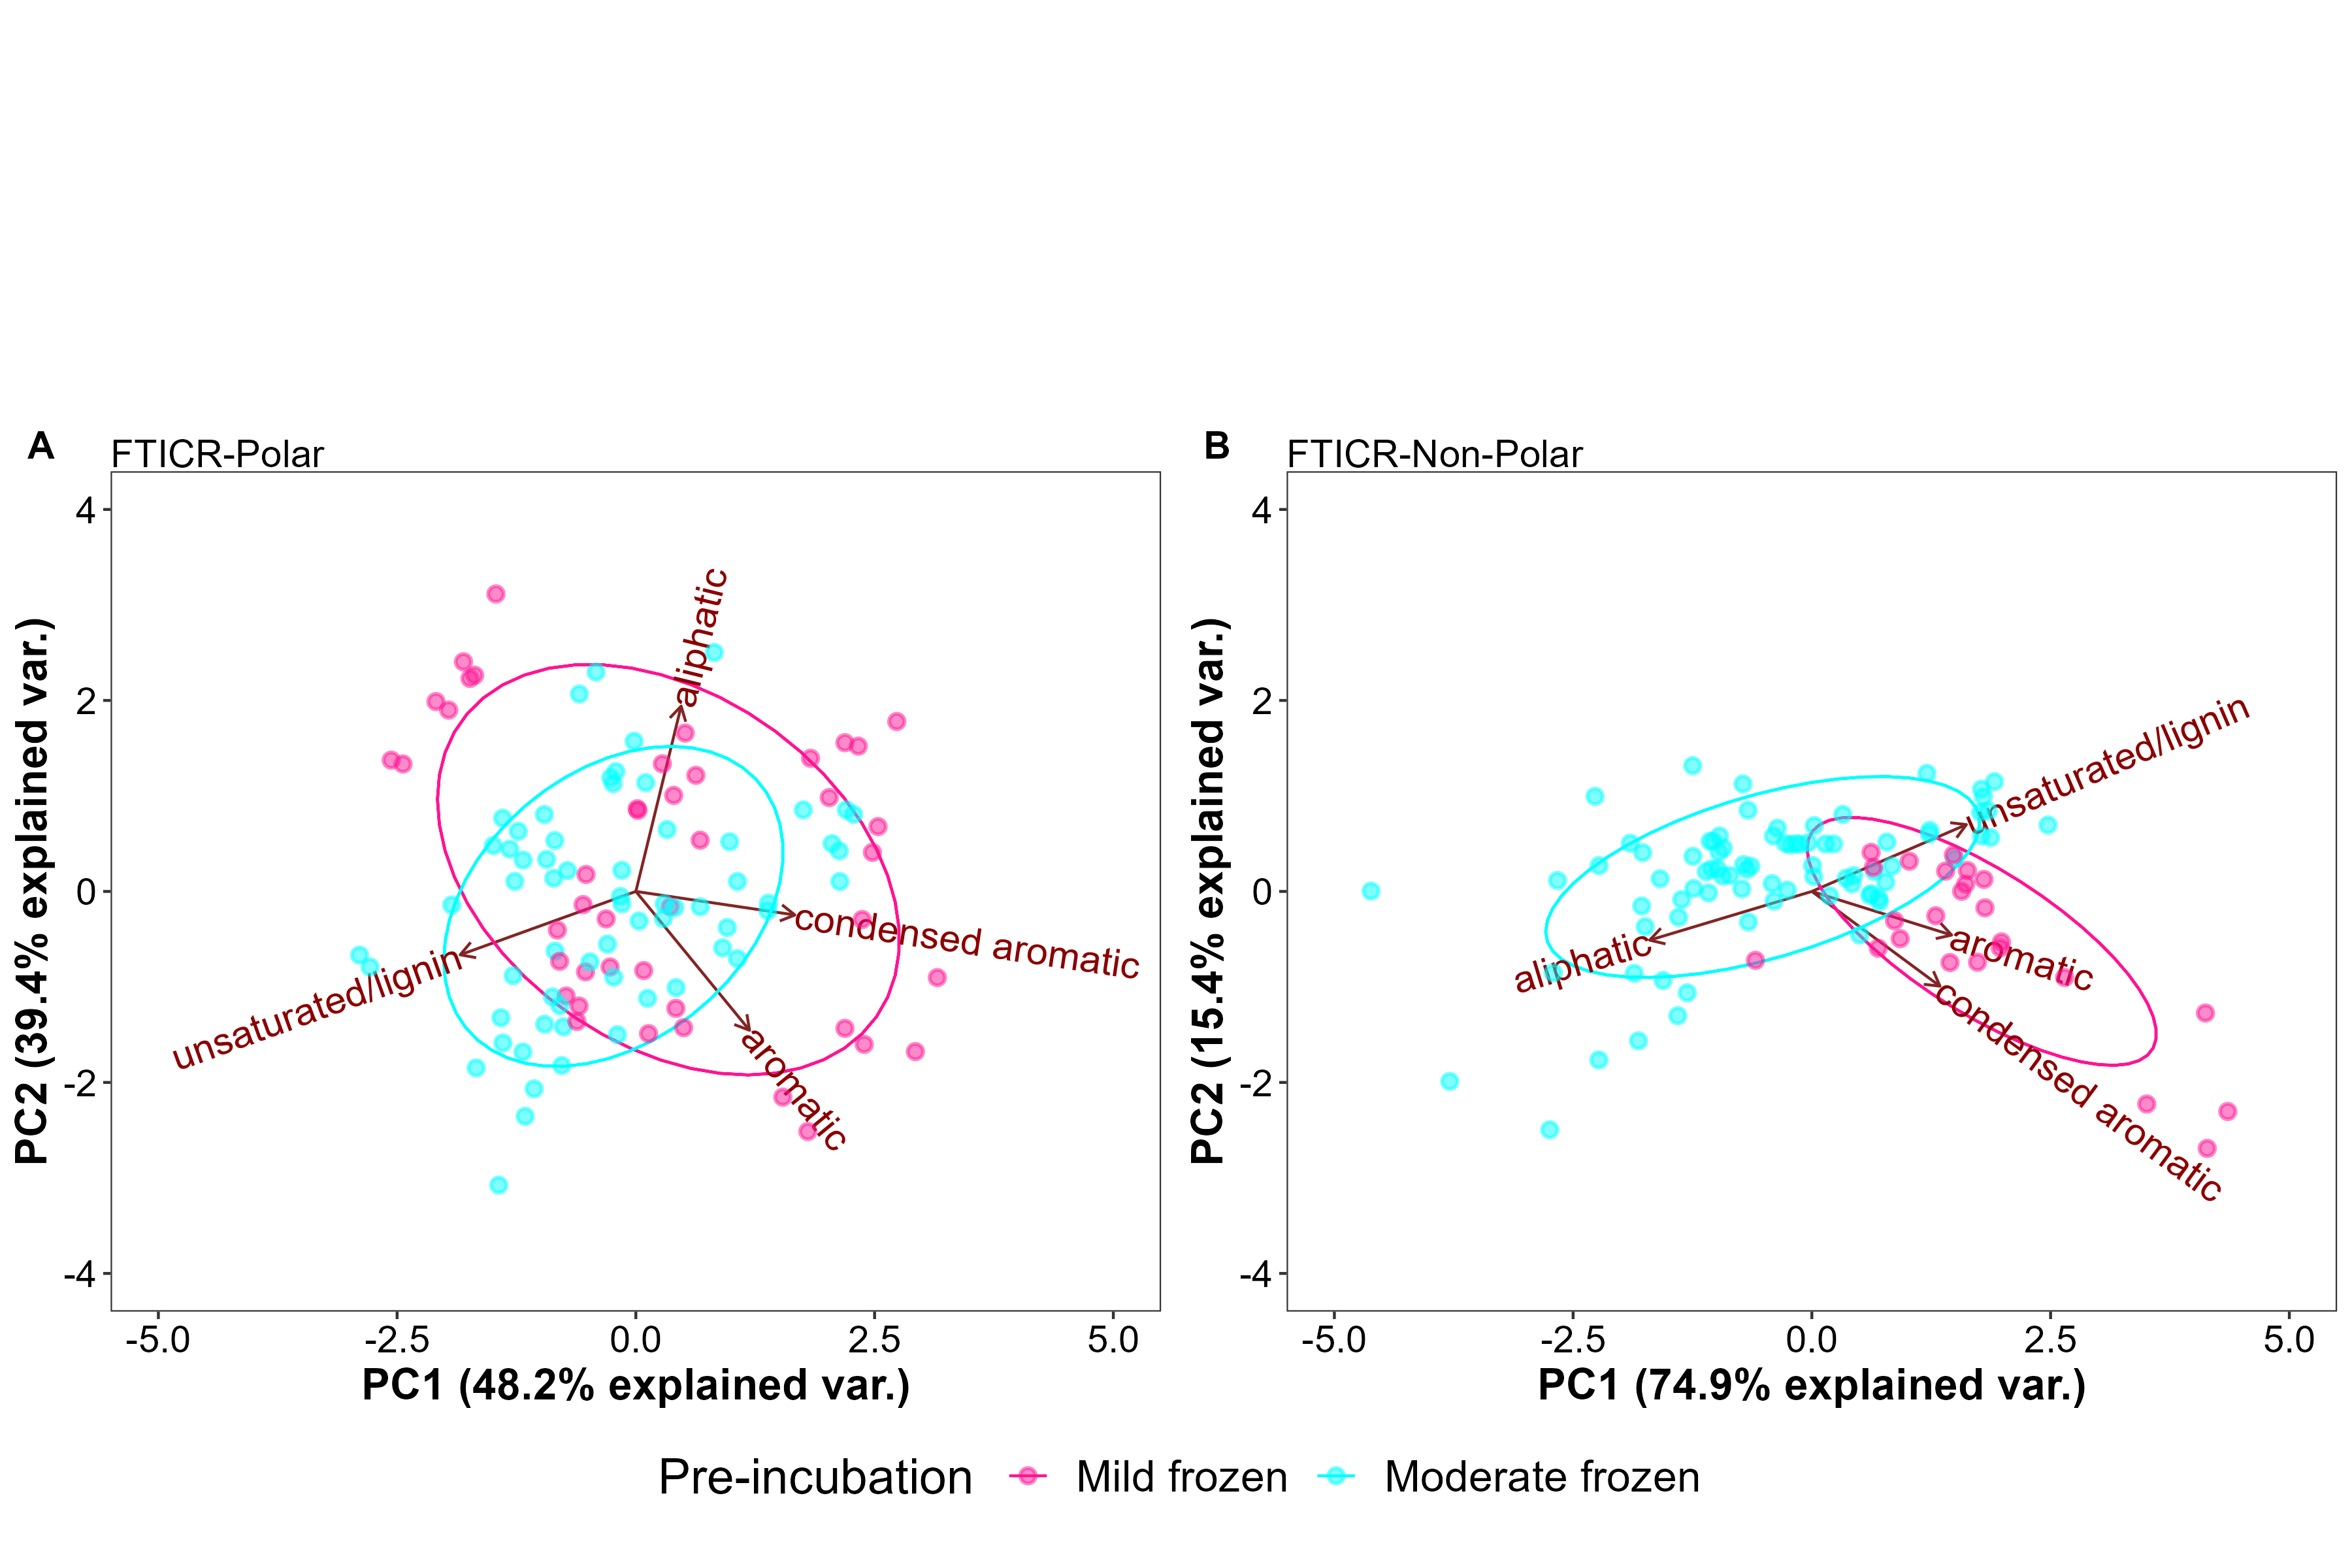 A
FTICR-Polar
PC2 (39.4% explained var.)
4
2
0
-2
-4
aliphatic
condensed aromatic
unsaturated/lignin
aromatic
-5.0
-2.5
0.0
2.5
5.0
PC1 (48.2% explained var.)
B
FTICR-Non-Polar
PC2 (15.4% explained var.)
4
2
0
-2
-4
unsaturated/lignin
aliphatic
aromatic
condensed aromatic
-5.0
-2.5
0.0
2.5
5.0
PC1 (74.9% explained var.)
Pre-incubation Mild frozen Moderate frozen